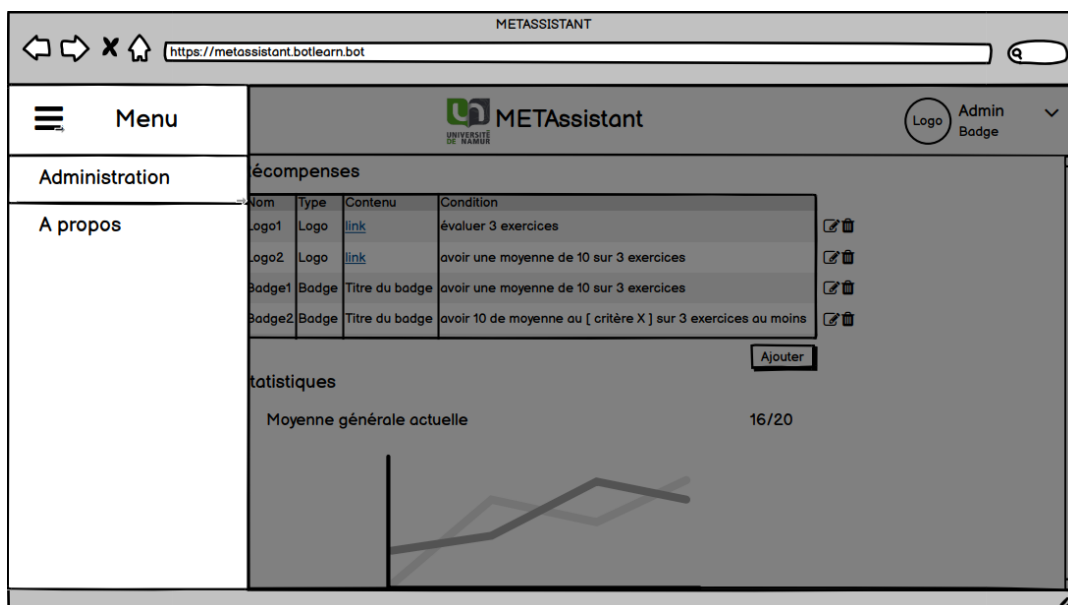 METASSISTANT
https://metassistant.botlearn.bot
Menu
UNIVERSITÉ
DE NAMUR
METAssistant
Logo
Admin
Badge
Administration
A propos
écompenses
Nom Type Contenu Condition
Logo1 Logo link évaluer 3 exercices
Logo2 Logo link avoir une moyenne de 10 sur 3 exercices
Badge1 Badge Titre du badge avoir une moyenne de 10 sur 3 exercices
Badge2 Badge Titre du badge avoir 10 de moyenne au [ critère X ] sur 3 exercices au moins
Ajouter
tatistiques
Moyenne générale actuelle 16/20